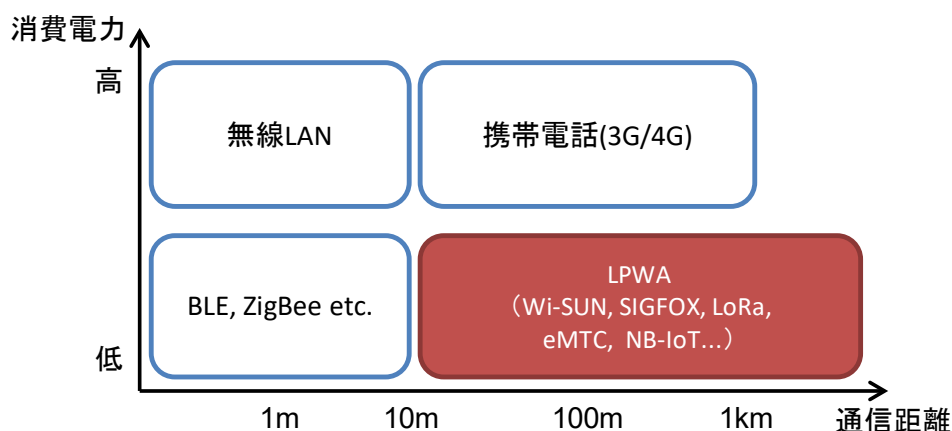 消費電力
高
無線LAN
携帯電話(3G/4G)
BLE, ZigBee etc.
LPWA
（Wi-SUN, SIGFOX, LoRa,
eMTC, NB-IoT...）
低
1m
10m
100m
1km
通信距離